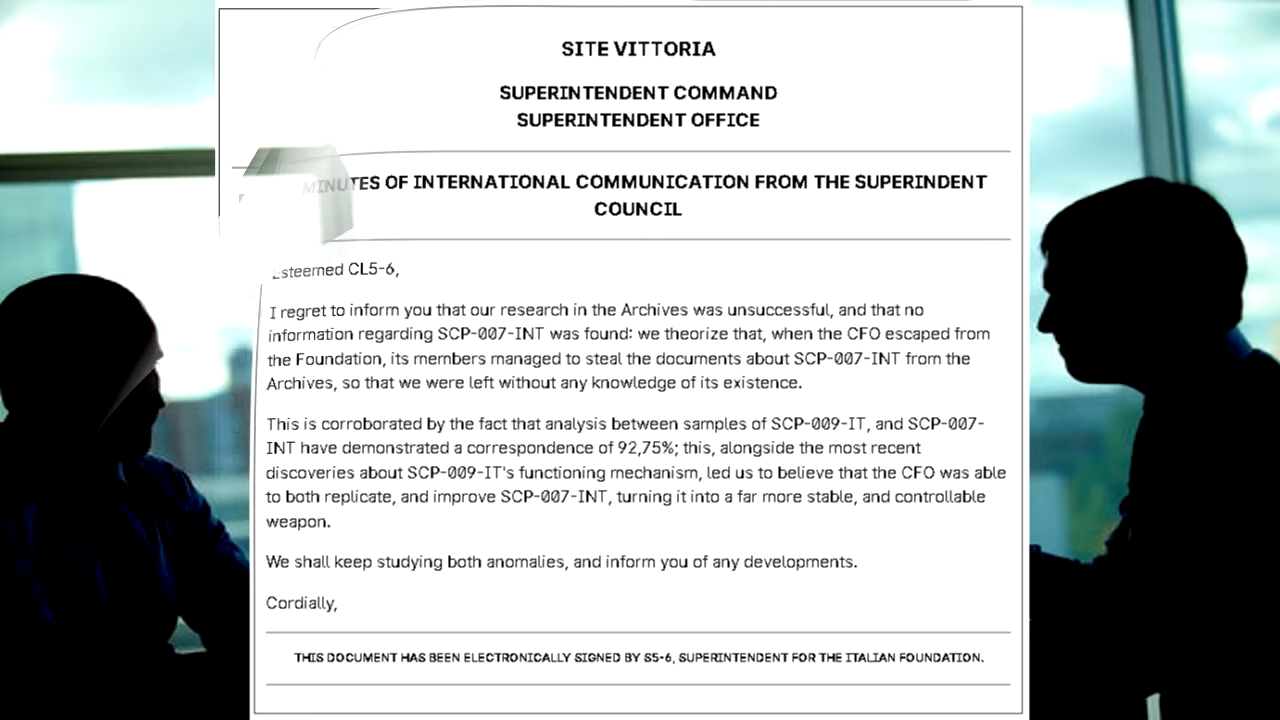 SITE VITTORIA
SUPERINTENDENT COMMAND
SUPERINTENDENT OFFICE
MINUTES OF INTERNATIONAL COMMUNICATION FROM THE SUPERINDENT
COUNCIL
Esteemed CL5-6,
I regret to inform you that our research in the Archives was unsuccessful, and that no
information regarding SCP-007-INT was found: we theorize that, when the CFO escaped from
the Foundation, its members managed to steal the documents about SCP-007-INT from the
Archives, so that we were left without any knowledge of its existence.
This is corroborated by the fact that analysis between samples of SCP-009-IT, and SCP-007-
INT have demonstrated a correspondence of 92,75%; this, alongside the most recent
discoveries about SCP-009-IT's functioning mechanism, led us to believe that the CFO was able
to both replicate, and improve SCP-007-INT, turning it into a far more stable, and controllable
weapon.
We shall keep studying both anomalies, and inform you of any developments.
Cordially,
THIS DOCUMENT HAS BEEN ELECTRONICALLY SIGNED BY S5-6, SUPERINTENDENT FOR THE ITALIAN FOUNDATION.